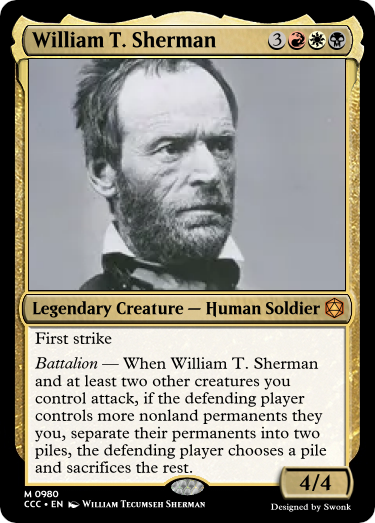 William T. Sherman 3
Legendary Creature — Human Soldier
First strike
Battalion — When William T. Sherman
and at least two other creatures you
control attack, if the defending player
controls more nonland permanents they
you, separate their permanents into two
piles, the defending player chooses a pile
and sacrifices the rest.
4/4
M 0980
CCC • EN William Tecumseh Sherman
Designed by Swonk